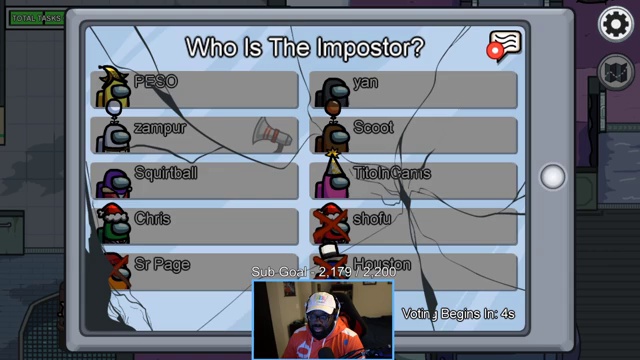 TOTAL TASKS
Who Is The Impostor?
PESO
yan
zampur
Scoot
Squirtball
TitoInCams
Chris
shofu
Sr Page
Houston
Sub-Goal - 2,179 / 2,200
Voting Begins In: 4s